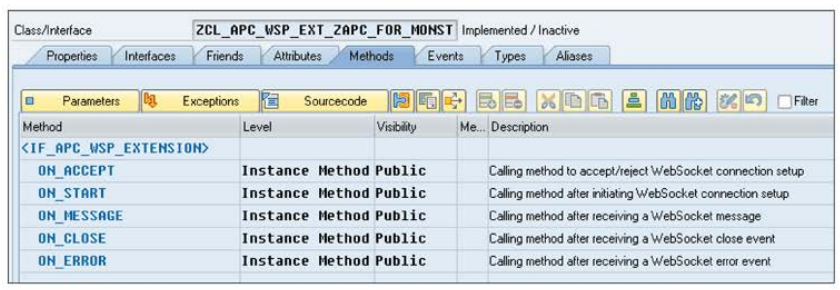 Class/Interface ZCL_APC_WSP_EXT_ZAPC_FOR_MONST Implemented / Inactive
Properties Interfaces Friends Attributes Methods Events Types Aliases
Parameters Exceptions Sourcecode Filter
Method Level Visibility Me... Description
<IF_APC_WSP_EXTENSION>
ON_ACCEPT Instance Method Public Calling method to accept/reject WebSocket connection setup
ON_START Instance Method Public Calling method after initiating WebSocket connection setup
ON_MESSAGE Instance Method Public Calling method after receiving a WebSocket message
ON_CLOSE Instance Method Public Calling method after receiving a WebSocket close event
ON_ERROR Instance Method Public Calling method after receiving a WebSocket error event